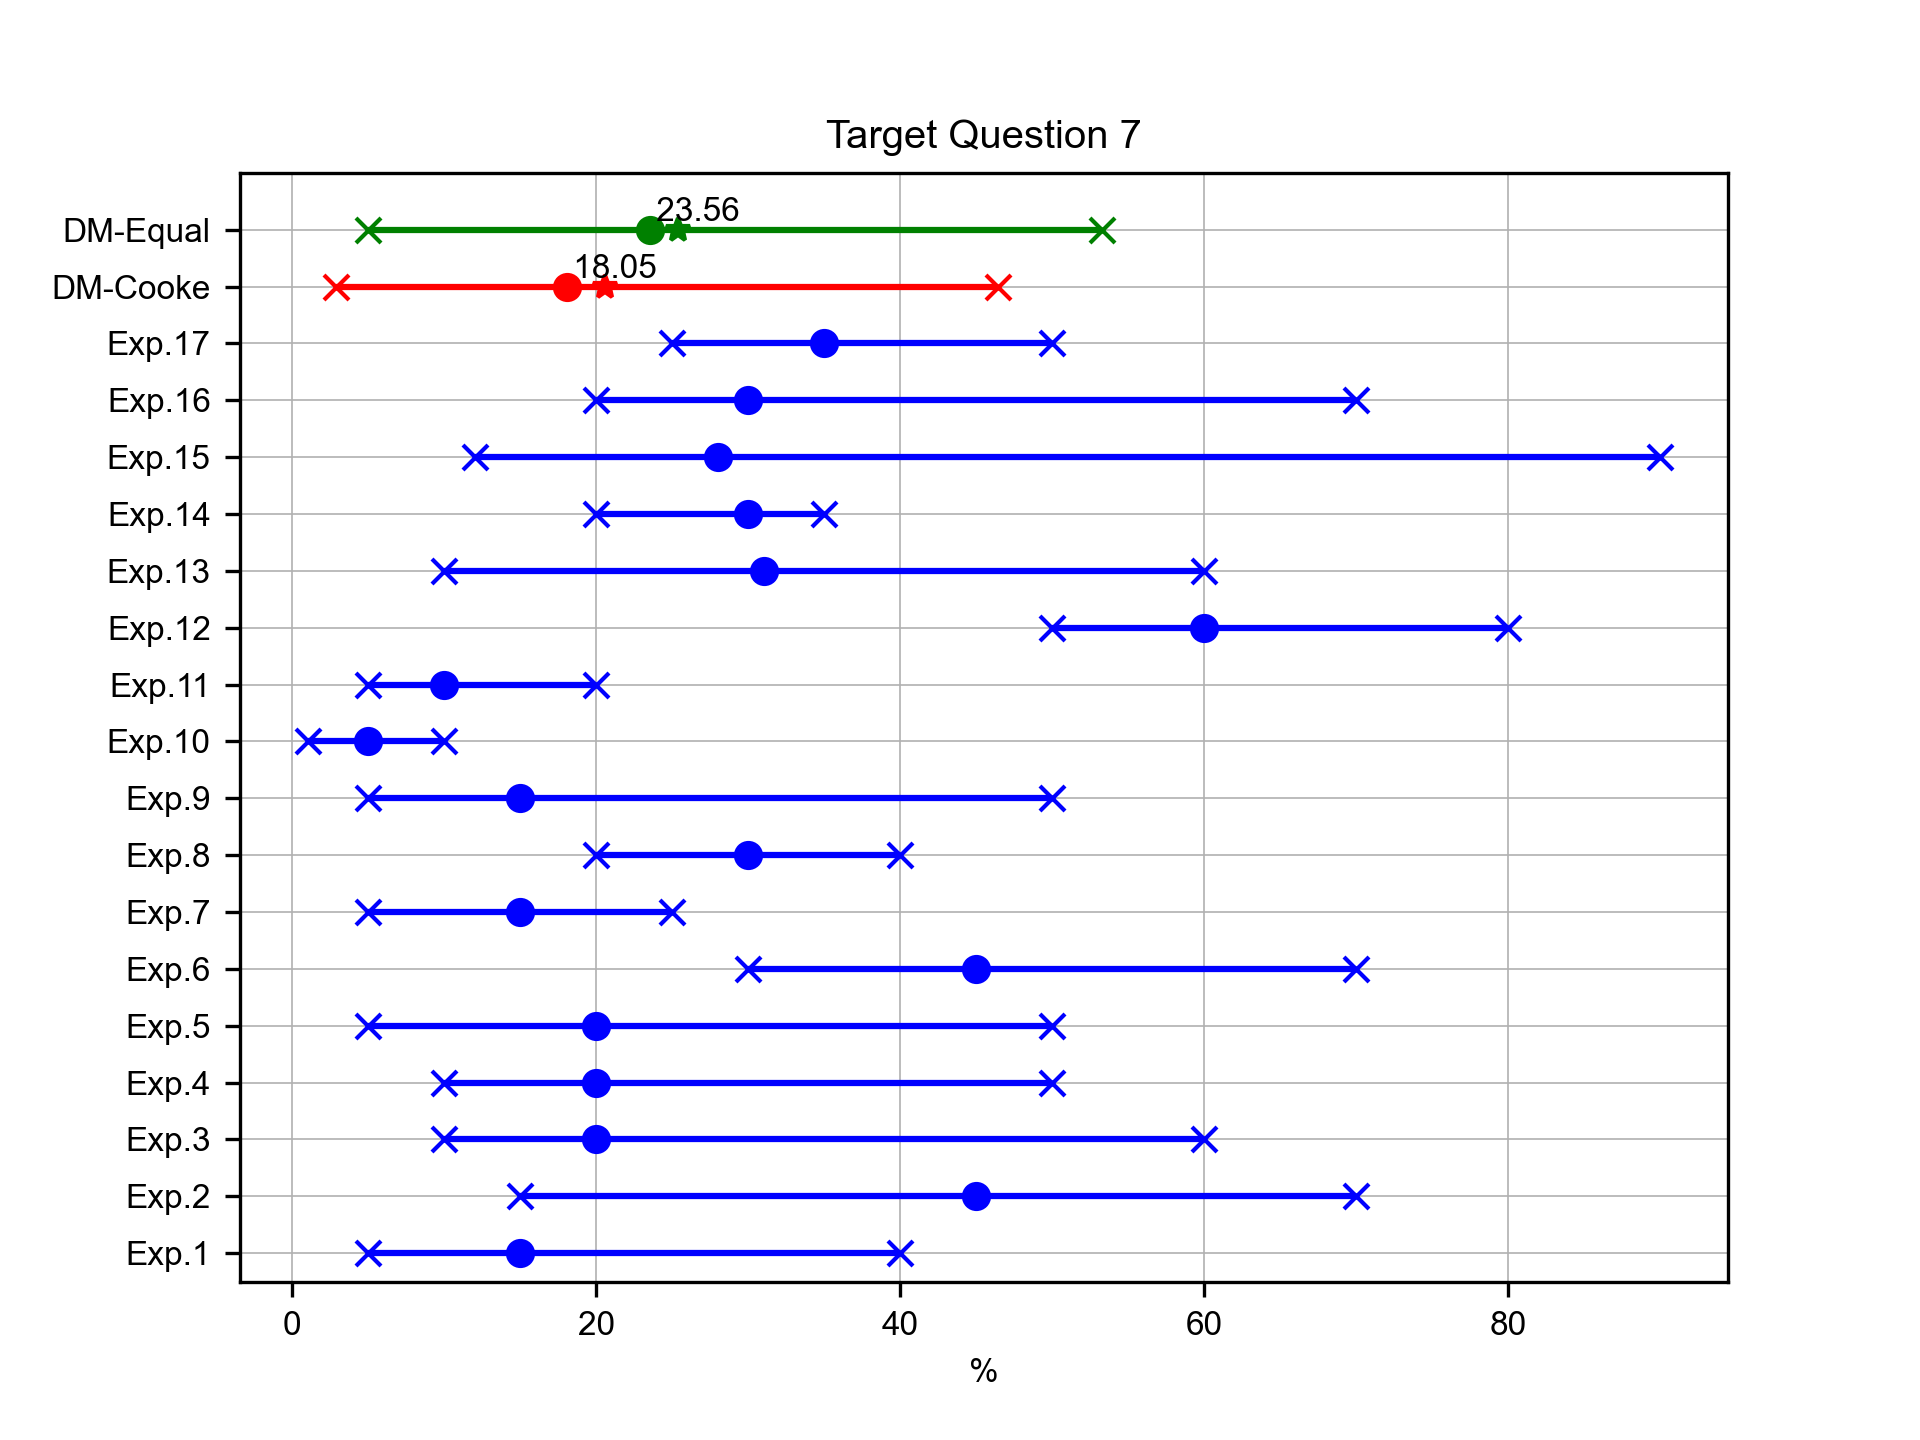 Target Question 7
DM-Equal
23.56
DM-Cooke
18.05
Exp.17
Exp.16
Exp.15
Exp.14
Exp.13
Exp.12
Exp.11
Exp.10
Exp.9
Exp.8
Exp.7
Exp.6
Exp.5
Exp.4
Exp.3
Exp.2
Exp.1
0 20 40 60 80
%